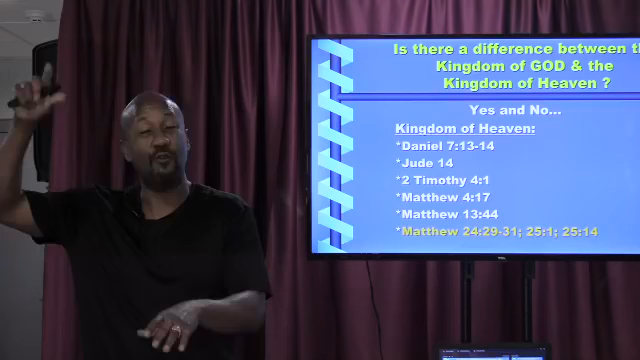 Is there a difference between th
Kingdom of GOD & the
Kingdom of Heaven ?
Yes and No...
Kingdom of Heaven:
*Daniel 7:13-14
*Jude 14
*2 Timothy 4:1
*Matthew 4:17
*Matthew 13:44
*Matthew 24:29-31; 25:1; 25:14